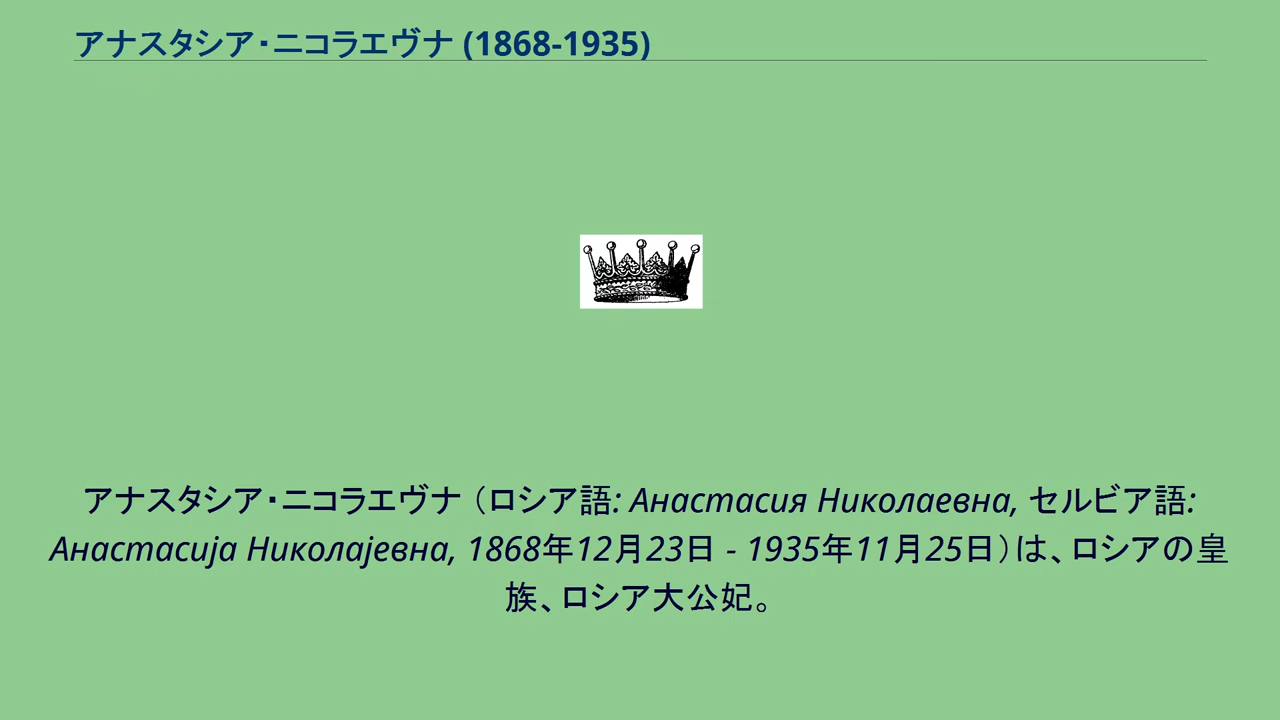 アナスタシア・ニコラエヴナ (1868-1935)
アナスタシア・ニコラエヴナ（ロシア語: Анастасия Николаевна, セルビア語:
Анастасија Николајевна, 1868年12月23日 - 1935年11月25日）は、ロシアの皇
族、ロシア大公妃。